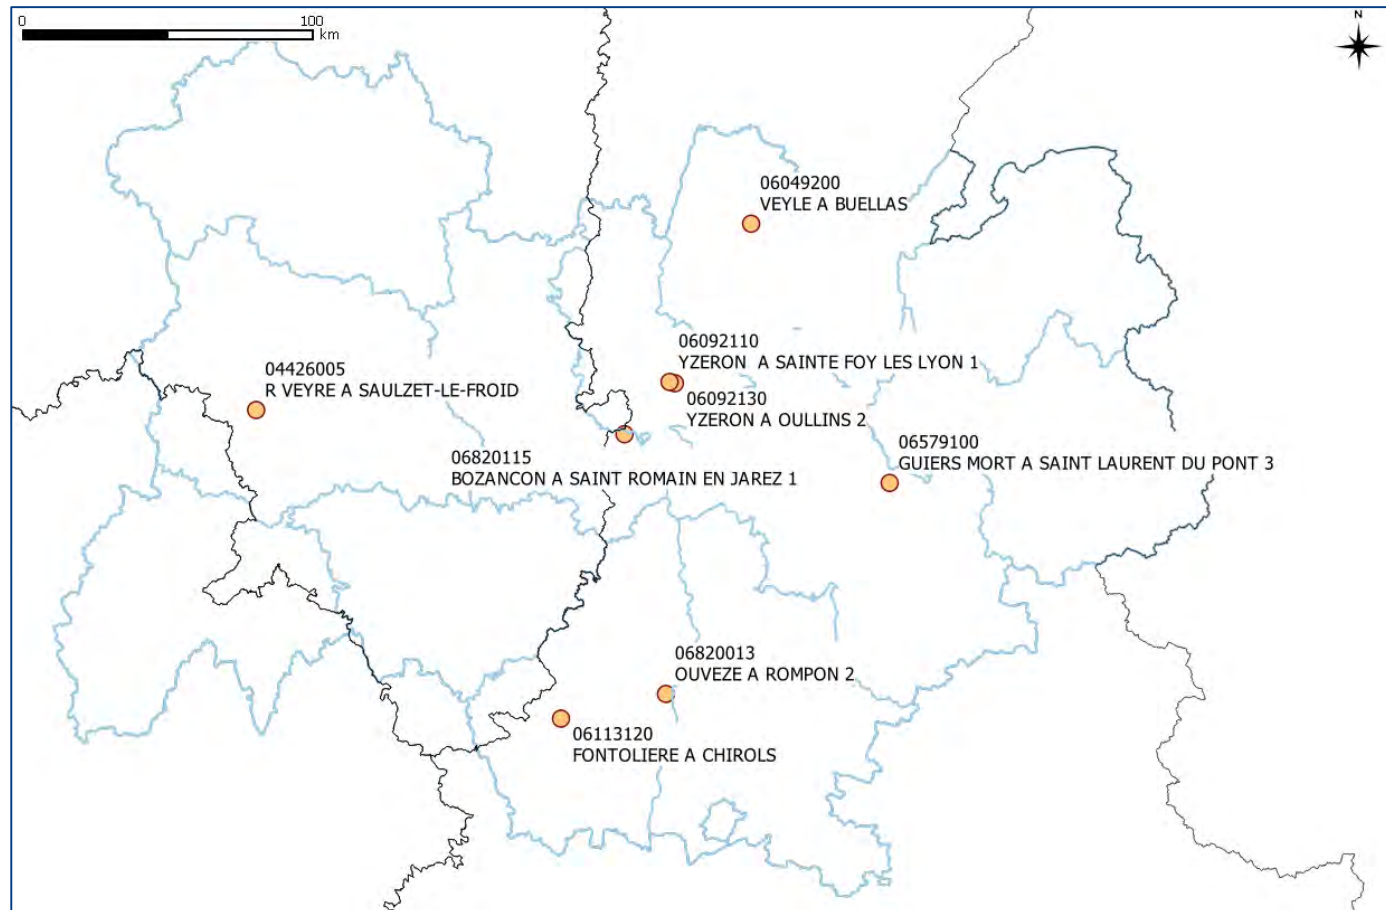 0 100
km
N
06049200
VEYLE A BUELLAS
06092110
YZERON A SAINTE FOY LES LYON 1
04426005
R VEYRE A SAULZET-LE-FROID
06092130
YZERON A OULLINS 2
06579100
GUIERS MORT A SAINT LAURENT DU PONT 3
06820115
BOZANCON A SAINT ROMAIN EN JAREZ 1
06820013
OUVEZE A ROMPON 2
06113120
FONTOLIERE A CHIROLS